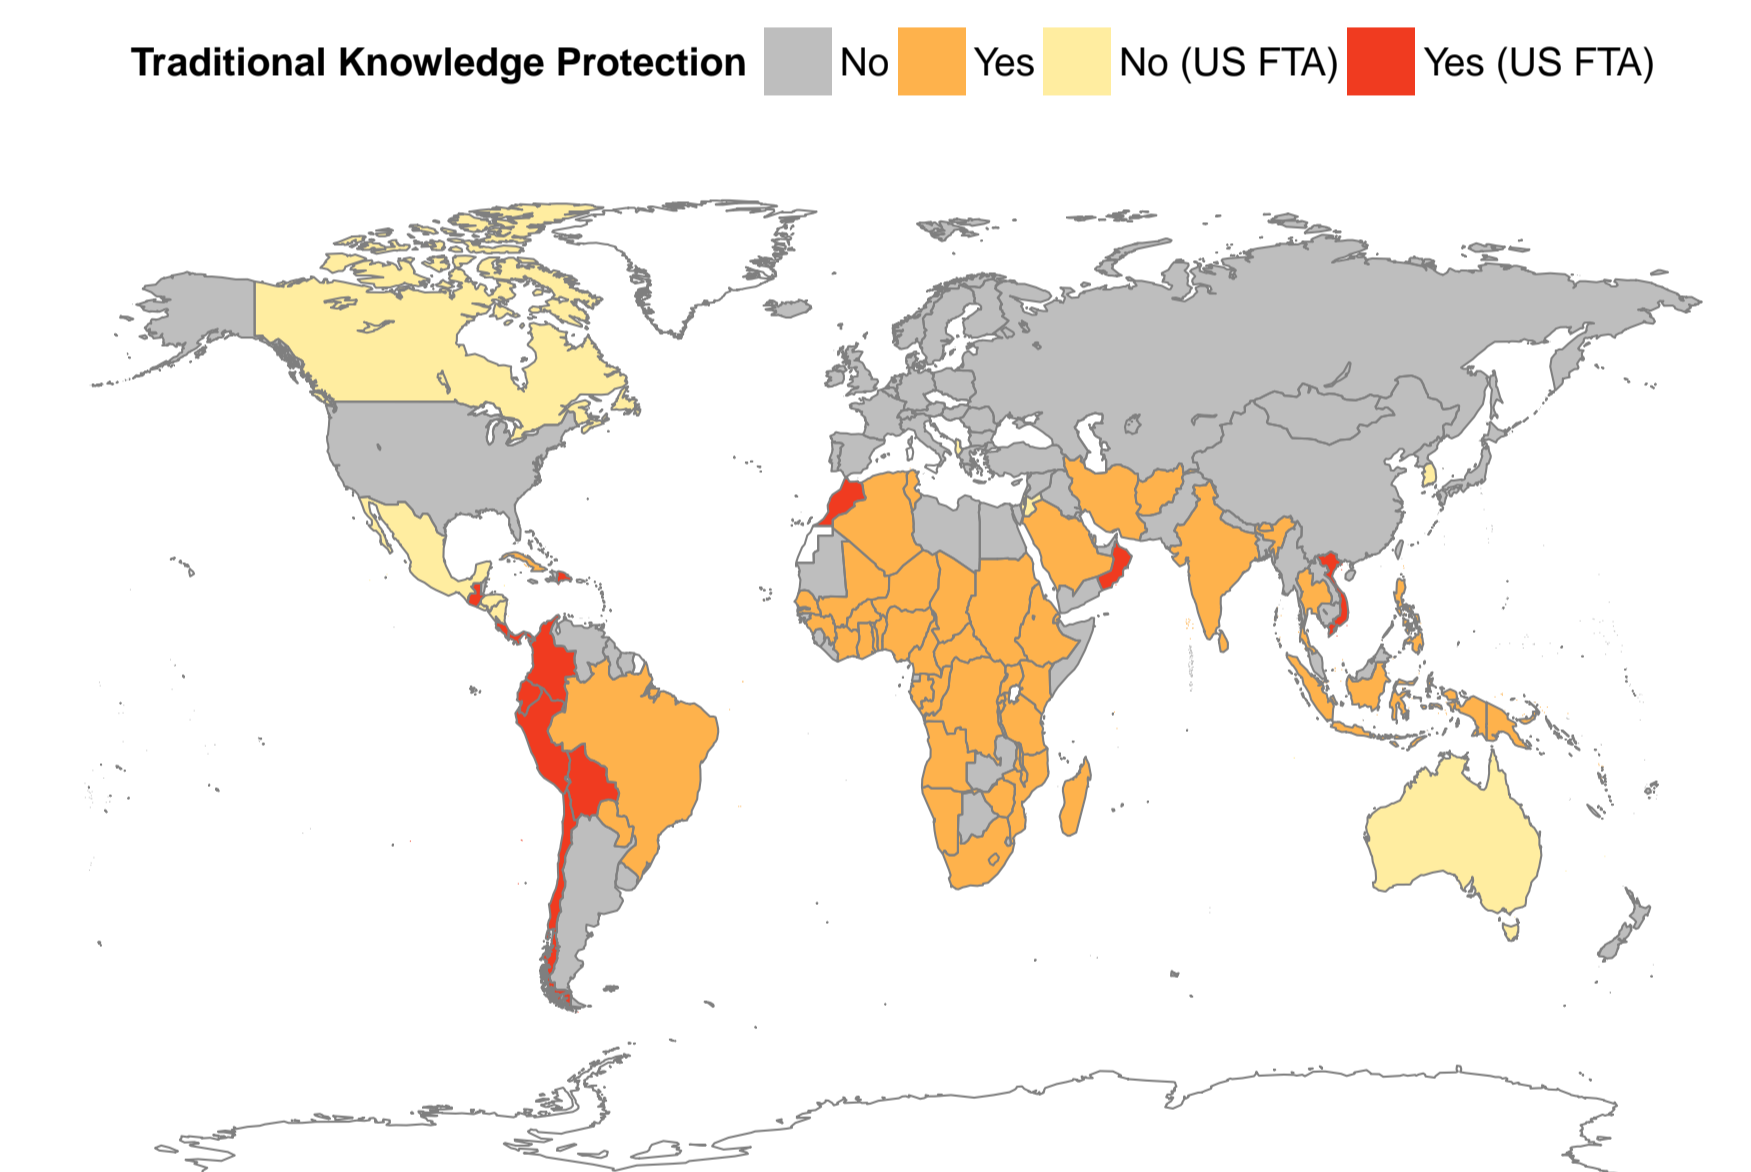 Traditional Knowledge Protection No Yes No (US FTA) Yes (US FTA)